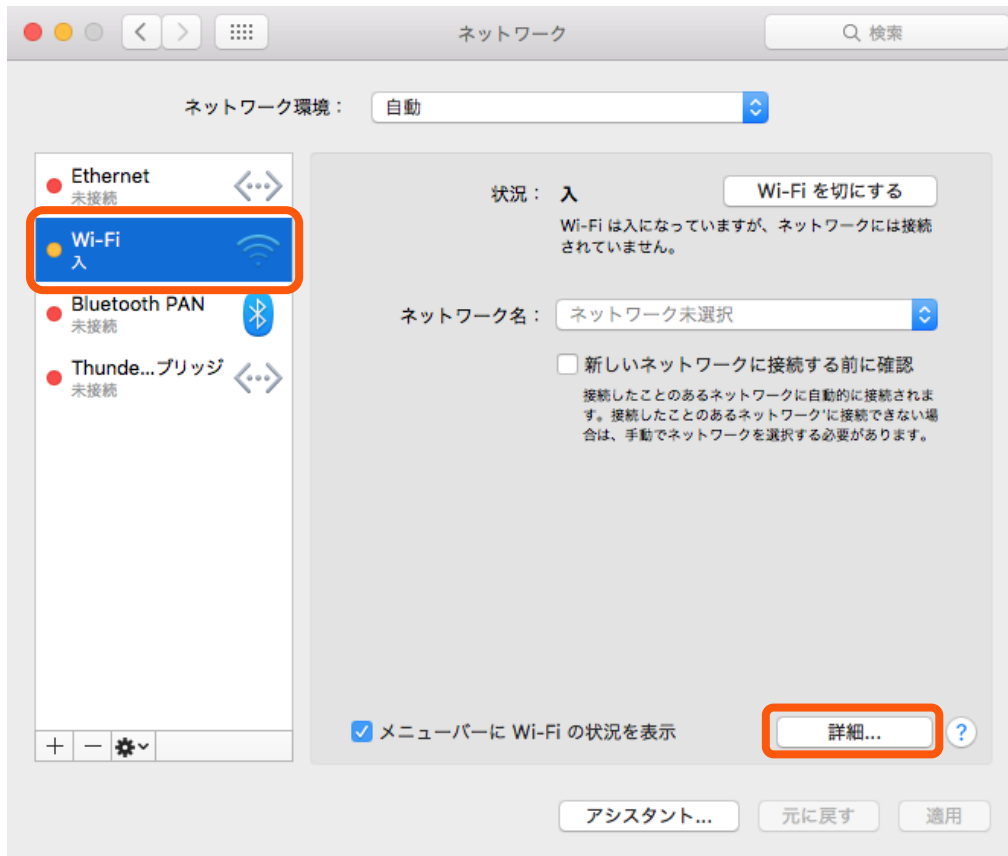 ネットワーク
検索
ネットワーク環境：
自動
Ethernet
未接続
Wi-Fi
入
Bluetooth PAN
未接続
Thunde...ブリッジ
未接続
状況： 入
Wi-Fi を切にする
Wi-Fi は入になっていますが、ネットワークには接続
されていません。
ネットワーク名： ネットワーク未選択
新しいネットワークに接続する前に確認
接続したことのあるネットワークに自動的に接続されま
す。接続したことのあるネットワーク'に接続できない場
合は、手動でネットワークを選択する必要があります。
メニューバーに Wi-Fi の状況を表示
詳細...
?
アシスタント...
元に戻す
適用